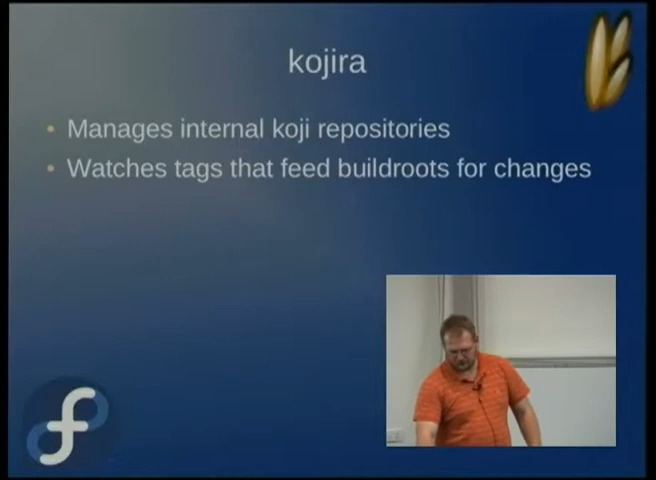 kojira
Manages internal koji repositories
Watches tags that feed buildroots for changes